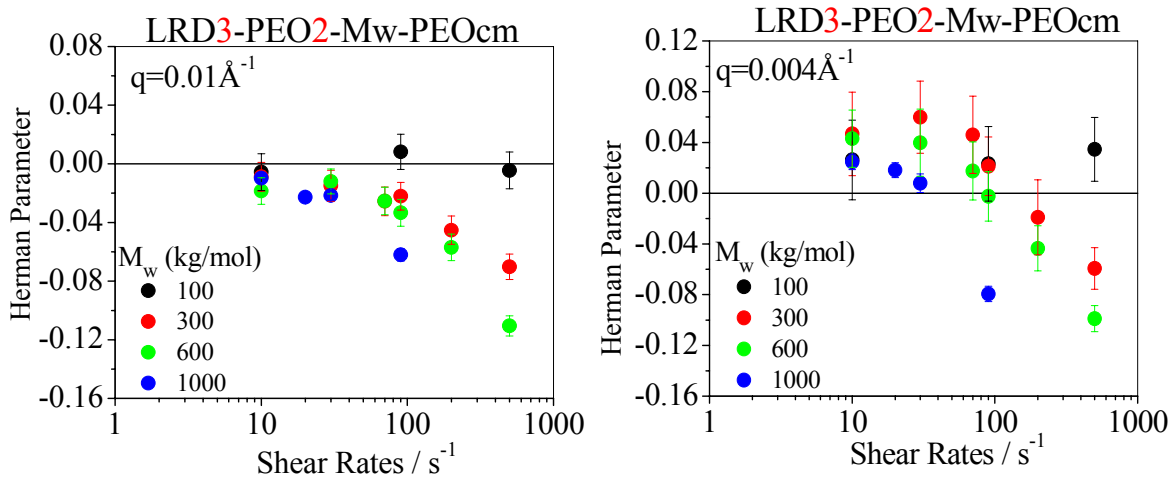 LRD3-PEO2-Mw-PEOcm
q=0.01Å-1
0.08
0.04
0.00
-0.04
-0.08
-0.12
-0.16
Herman Parameter
Mw (kg/mol)
100
300
600
1000
1 10 100 1000
Shear Rates / s-1
LRD3-PEO2-Mw-PEOcm
q=0.004Å-1
0.12
0.08
0.04
0.00
-0.04
-0.08
-0.12
-0.16
Herman Parameter
Mw (kg/mol)
100
300
600
1000
1 10 100 1000
Shear Rates / s-1